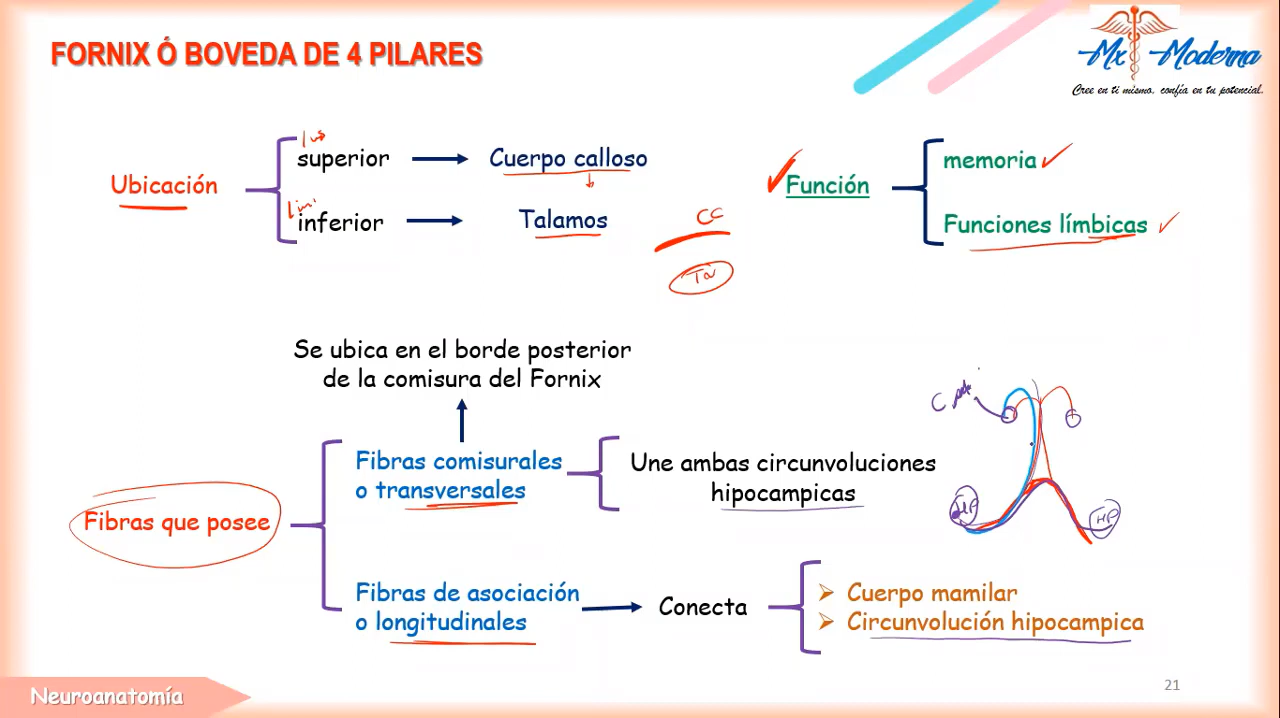 FORNIX Ó BOVEDA DE 4 PILARES
Mx Moderna
Cree en ti mismo, confía en tu potencial.
Ubicación
superior
Cuerpo calloso
inferior
Talamos
CC
Función
memoria
Funciones límbicas
Se ubica en el borde posterior
de la comisura del Fornix
Fibras que posee
Fibras comisurales
o transversales
Une ambas circunvoluciones
hipocampicas
HP
HP
Fibras de asociación
o longitudinales
Conecta
Cuerpo mamilar
Circunvolución hipocampica
Neuroanatomía
21